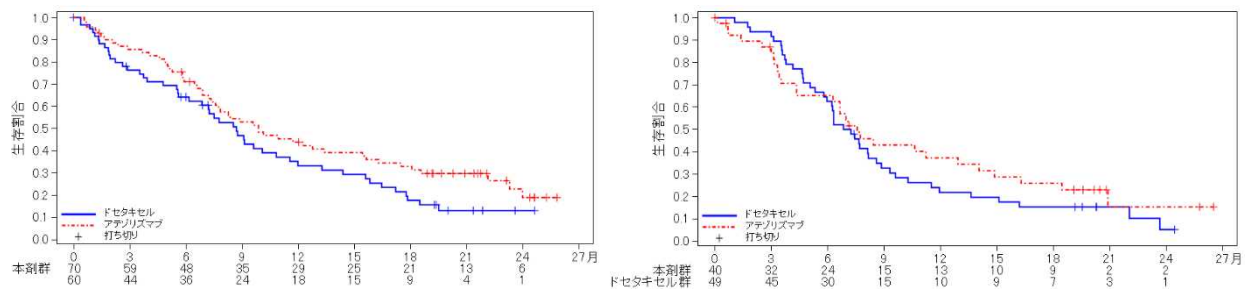 1.0
0.9
0.8
0.7
0.6
0.5
0.4
0.3
0.2
0.1
0.0
生存割合
ドセタキセル
アテゾリズマブ
打ち切り
0 3 6 9 12 15 18 21 24 27月
本剤群 70 59 48 35 29 25 21 13 6
60 44 36 24 18 15 9 4 1
1.0
0.9
0.8
0.7
0.6
0.5
0.4
0.3
0.2
0.1
0.0
生存割合
ドセタキセル
アテゾリズマブ
打ち切り
0 3 6 9 12 15 18 21 24 27月
本剤群 40 32 24 15 13 10 9 2 2
ドセタキセル群 49 45 30 15 10 9 7 3 1